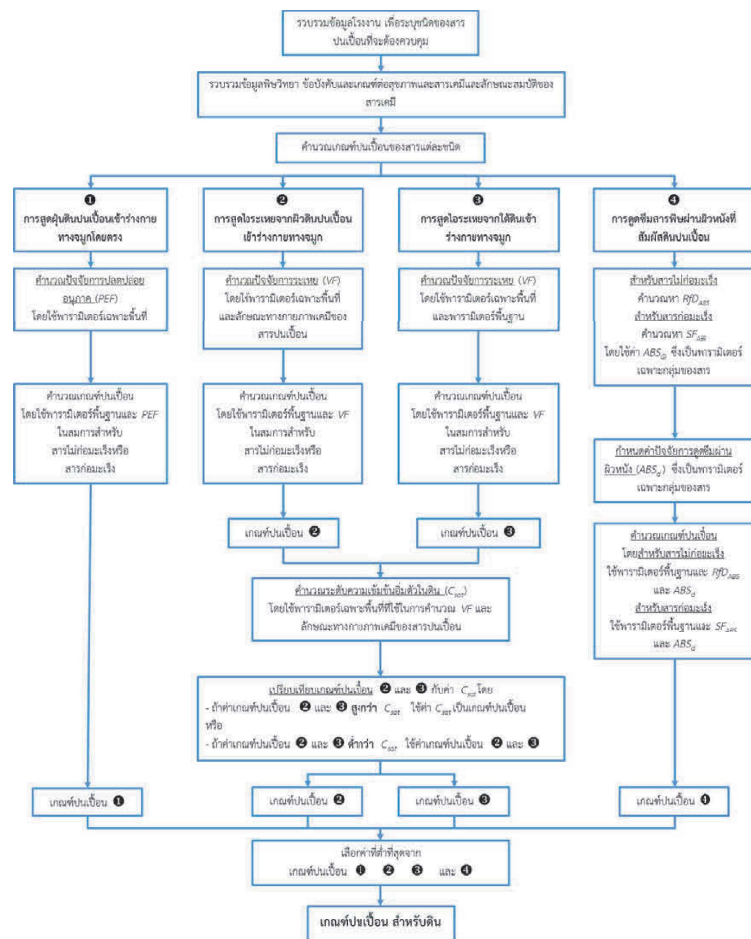 รวบรวมข้อมูลโรงงาน เพื่อระบุชนิดของสาร
ปนเปื้อนที่จะต้องควบคุม
รวบรวมข้อมูลพิษวิทยา ข้อบังคับและเกณฑ์ต่อสุขภาพและสารเคมีและลักษณะสมบัติของ
สารเคมี
คำนวณเกณฑ์ปนเปื้อนของสารแต่ละชนิด
❶
การสูดฝุ่นดินปนเปื้อนเข้าร่างกาย
ทางจมูกโดยตรง
คำนวณปัจจัยการปลดปล่อย
อนุภาค (PEF)
โดยใช้พารามิเตอร์เฉพาะพื้นที่
คำนวณเกณฑ์ปนเปื้อน
โดยใช้พารามิเตอร์พื้นฐานและ PEF
ในสมการสำหรับ
สารไม่ก่อมะเร็งหรือ
สารก่อมะเร็ง
❷
การสูดไอระเหยจากผิวดินปนเปื้อน
เข้าร่างกายทางจมูก
คำนวณปัจจัยการระเหย (VF)
โดยใช้พารามิเตอร์เฉพาะพื้นที่
และลักษณะทางกายภาพเคมีของ
สารปนเปื้อน
คำนวณเกณฑ์ปนเปื้อน
โดยใช้พารามิเตอร์พื้นฐานและ VF
ในสมการสำหรับ
สารไม่ก่อมะเร็งหรือ
สารก่อมะเร็ง
เกณฑ์ปนเปื้อน ❷
❸
การสูดไอระเหยจากใต้ดินเข้า
ร่างกายทางจมูก
คำนวณปัจจัยการระเหย (VF)
โดยใช้พารามิเตอร์เฉพาะพื้นที่
และพารามิเตอร์พื้นฐาน
คำนวณเกณฑ์ปนเปื้อน
โดยใช้พารามิเตอร์พื้นฐานและ VF
ในสมการสำหรับ
สารไม่ก่อมะเร็งหรือ
สารก่อมะเร็ง
เกณฑ์ปนเปื้อน ❸
❹
การดูดซึมสารพิษผ่านผิวหนังที่
สัมผัสดินปนเปื้อน
สำหรับสารไม่ก่อมะเร็ง
คำนวณหา RfD_ABS
สำหรับสารก่อมะเร็ง
คำนวณหา SF_ABS
โดยใช้ค่า ABS_GI ซึ่งเป็นพารามิเตอร์
เฉพาะกลุ่มของสาร
กำหนดค่าปัจจัยการดูดซึมผ่าน
ผิวหนัง (ABS_d) ซึ่งเป็นพารามิเตอร์
เฉพาะกลุ่มของสาร
คำนวณเกณฑ์ปนเปื้อน
โดยสำหรับสารไม่ก่อมะเร็ง
ใช้พารามิเตอร์พื้นฐานและ RfD_ABS
และ ABS_d
สำหรับสารก่อมะเร็ง
ใช้พารามิเตอร์พื้นฐานและ SF_ABS
และ ABS_d
คำนวณระดับความเข้มข้นอิ่มตัวในดิน (C_sat)
โดยใช้พารามิเตอร์เฉพาะพื้นที่ที่ใช้ในการคำนวณ VF และ
ลักษณะทางกายภาพเคมีของสารปนเปื้อน
เปรียบเทียบเกณฑ์ปนเปื้อน ❷ และ ❸ กับค่า C_sat โดย
- ถ้าค่าเกณฑ์ปนเปื้อน ❷ และ ❸ สูงกว่า C_sat ใช้ค่า C_sat เป็นเกณฑ์ปนเปื้อน
หรือ
- ถ้าค่าเกณฑ์ปนเปื้อน ❷ และ ❸ ต่ำกว่า C_sat ใช้ค่าเกณฑ์ปนเปื้อน ❷ และ ❸
เกณฑ์ปนเปื้อน ❶
เกณฑ์ปนเปื้อน ❷
เกณฑ์ปนเปื้อน ❸
เกณฑ์ปนเปื้อน ❹
เลือกค่าที่ต่ำที่สุดจาก
เกณฑ์ปนเปื้อน ❶ ❷ ❸ และ ❹
เกณฑ์ปนเปื้อน สำหรับดิน